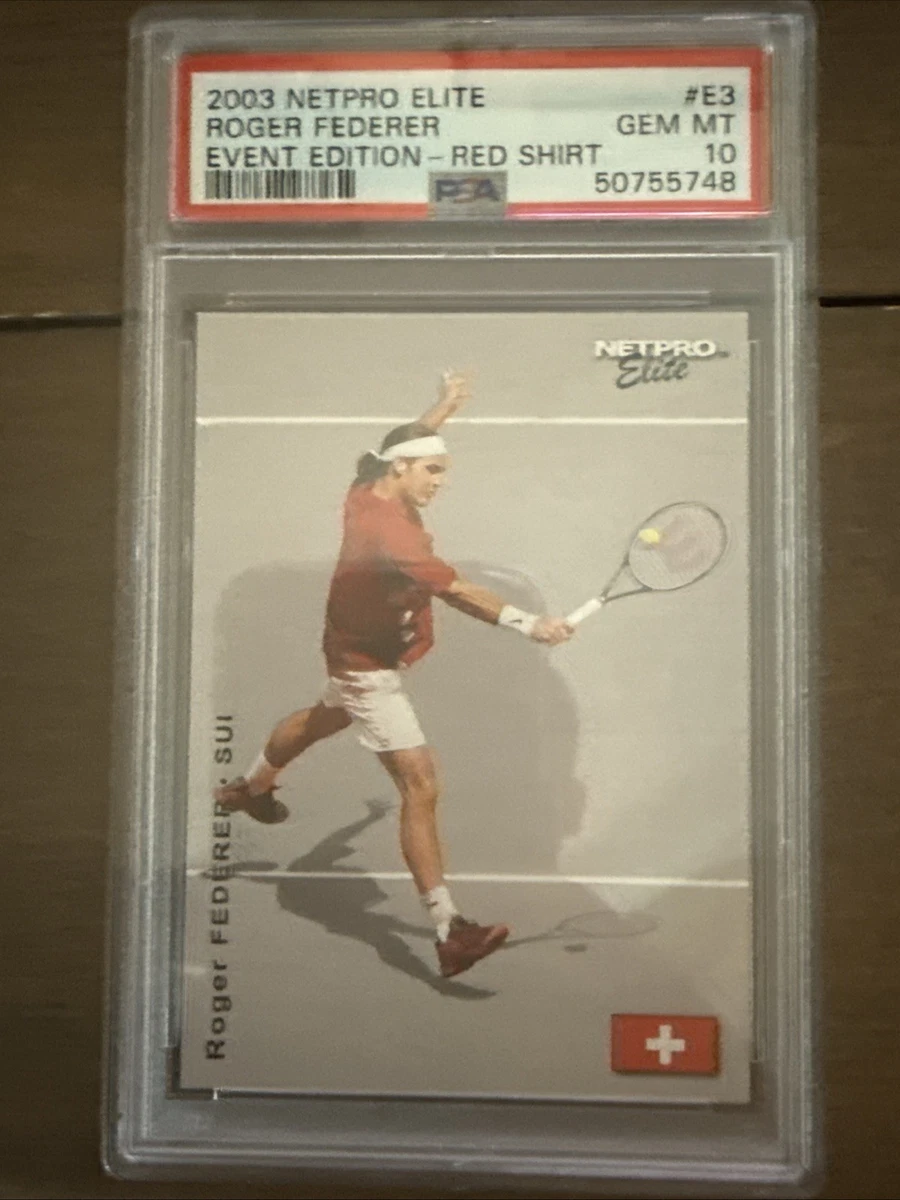 2003 NETPRO ELITE #E3
ROGER FEDERER GEM MT
EVENT EDITION – RED SHIRT 10
PSA 50755748
NETPRO™
Elite
Roger FEDERER · SUI